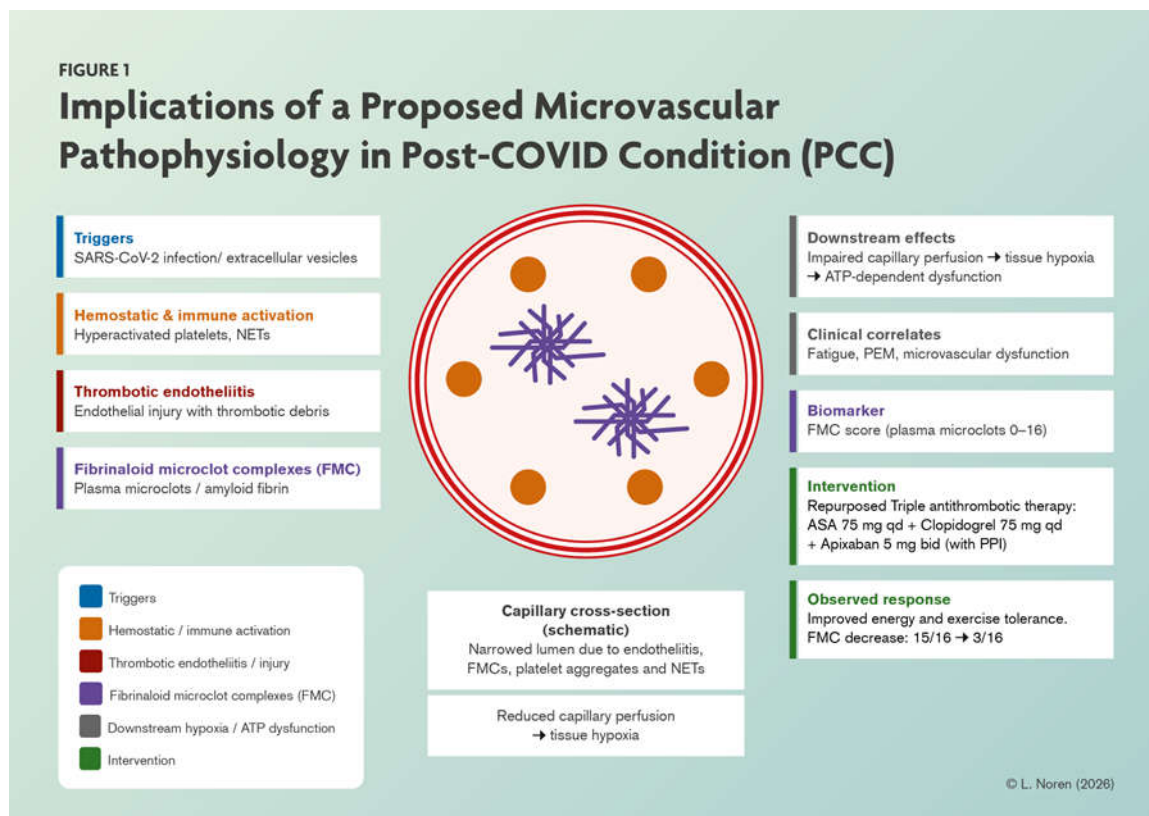 FIGURE 1
Implications of a Proposed Microvascular
Pathophysiology in Post-COVID Condition (PCC)
Triggers
SARS-CoV-2 infection/ extracellular vesicles
Hemostatic & immune activation
Hyperactivated platelets, NETs
Thrombotic endotheliitis
Endothelial injury with thrombotic debris
Fibrinaloid microclot complexes (FMC)
Plasma microclots / amyloid fibrin
Triggers
Hemostatic / immune activation
Thrombotic endotheliitis / injury
Fibrinaloid microclot complexes (FMC)
Downstream hypoxia / ATP dysfunction
Intervention
Capillary cross-section
(schematic)
Narrowed lumen due to endotheliitis,
FMCs, platelet aggregates and NETs
Reduced capillary perfusion
→ tissue hypoxia
Downstream effects
Impaired capillary perfusion → tissue hypoxia
→ ATP-dependent dysfunction
Clinical correlates
Fatigue, PEM, microvascular dysfunction
Biomarker
FMC score (plasma microclots 0–16)
Intervention
Repurposed Triple antithrombotic therapy:
ASA 75 mg qd + Clopidogrel 75 mg qd
+ Apixaban 5 mg bid (with PPI)
Observed response
Improved energy and exercise tolerance.
FMC decrease: 15/16 → 3/16
© L. Noren (2026)